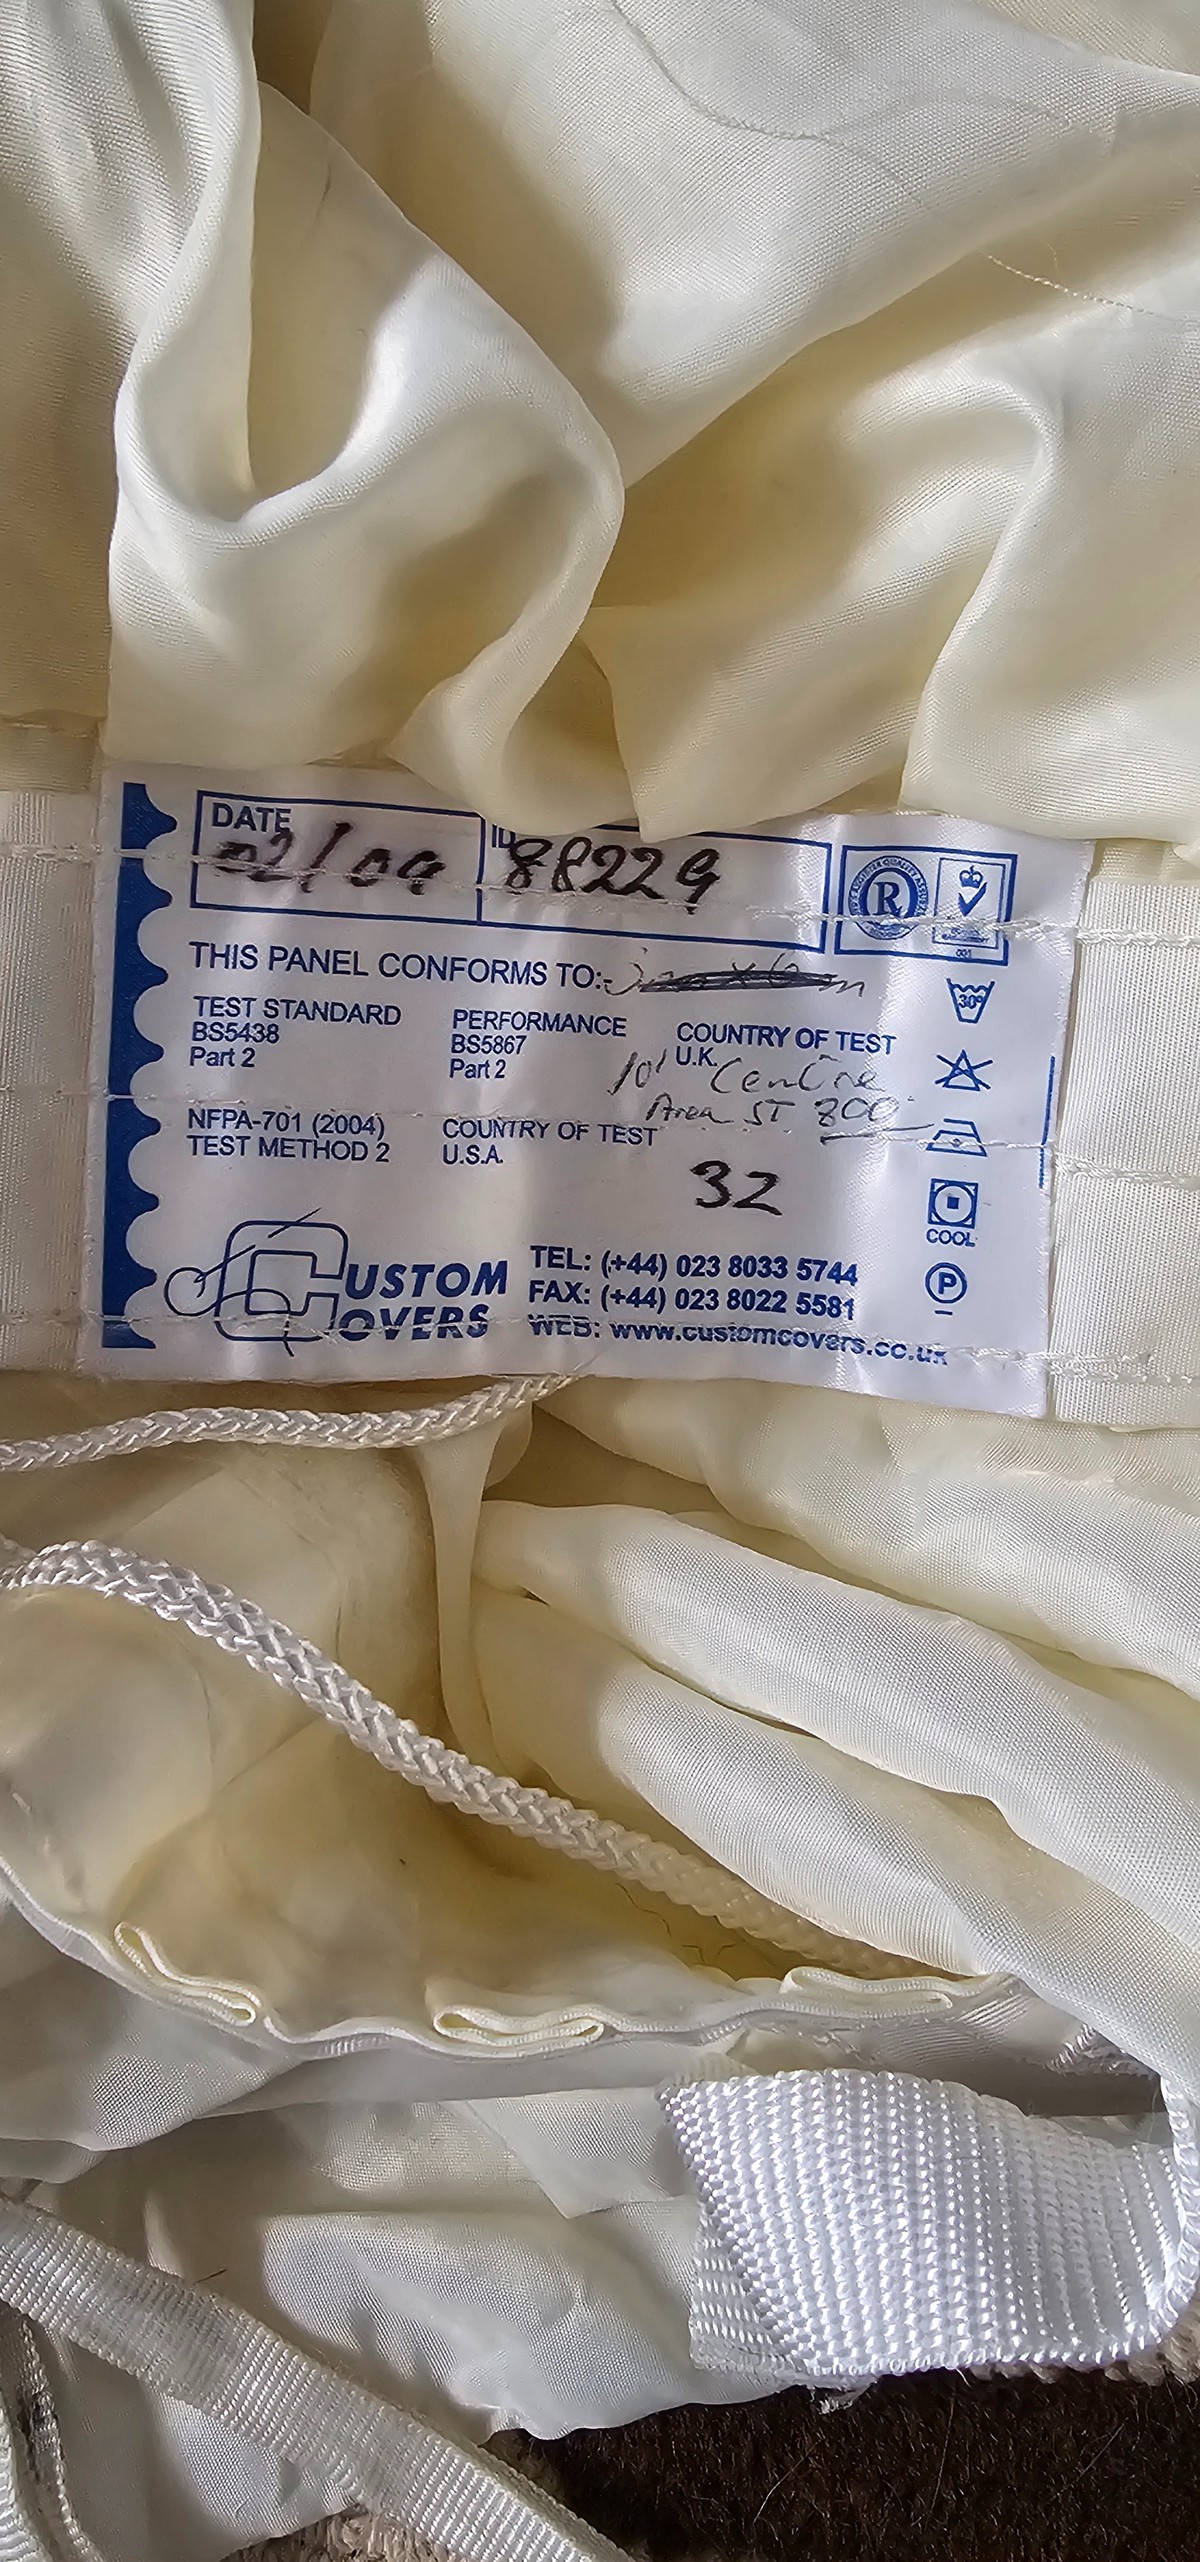 DATE 02/09 ID 88229
R
THIS PANEL CONFORMS TO:-
TEST STANDARD
BS5438
Part 2
PERFORMANCE
BS5867
Part 2
COUNTRY OF TEST
U.K.
10' Centre
Area ST 800
NFPA-701 (2004)
TEST METHOD 2
COUNTRY OF TEST
U.S.A.
32
30°
COOL
P
CUSTOM
COVERS
TEL: (+44) 023 8033 5744
FAX: (+44) 023 8022 5581
WEB: www.customcovers.co.uk